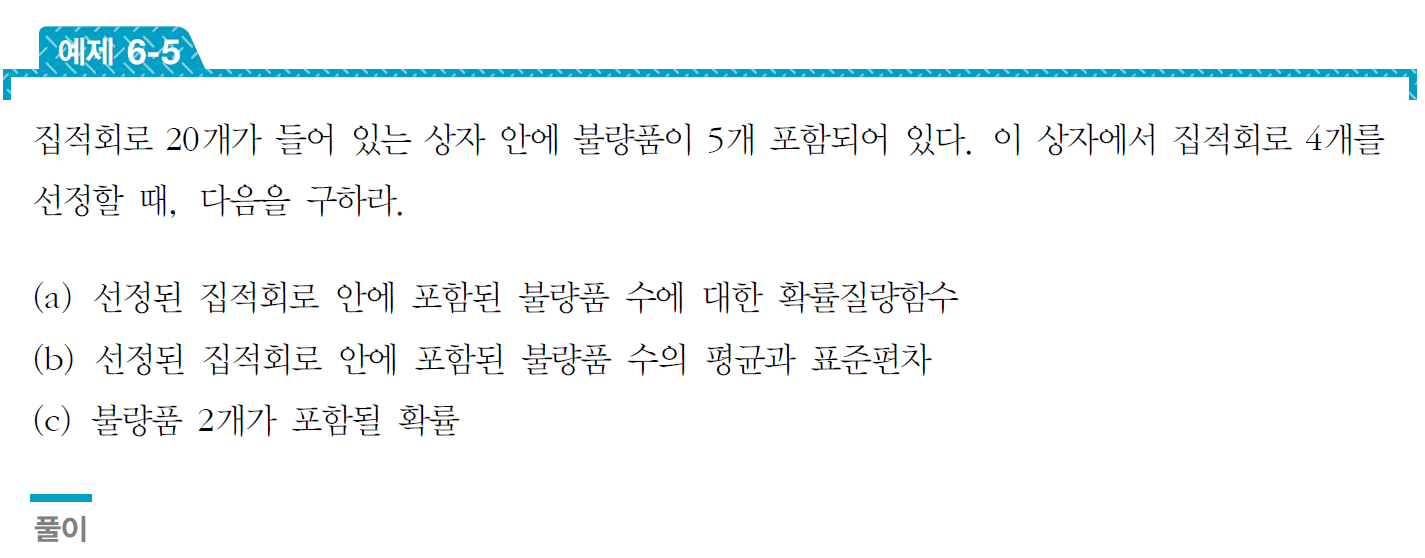 예제 6-5
집적회로 20개가 들어 있는 상자 안에 불량품이 5개 포함되어 있다. 이 상자에서 집적회로 4개를
선정할 때, 다음을 구하라.
(a) 선정된 집적회로 안에 포함된 불량품 수에 대한 확률질량함수
(b) 선정된 집적회로 안에 포함된 불량품 수의 평균과 표준편차
(c) 불량품 2개가 포함될 확률
풀이